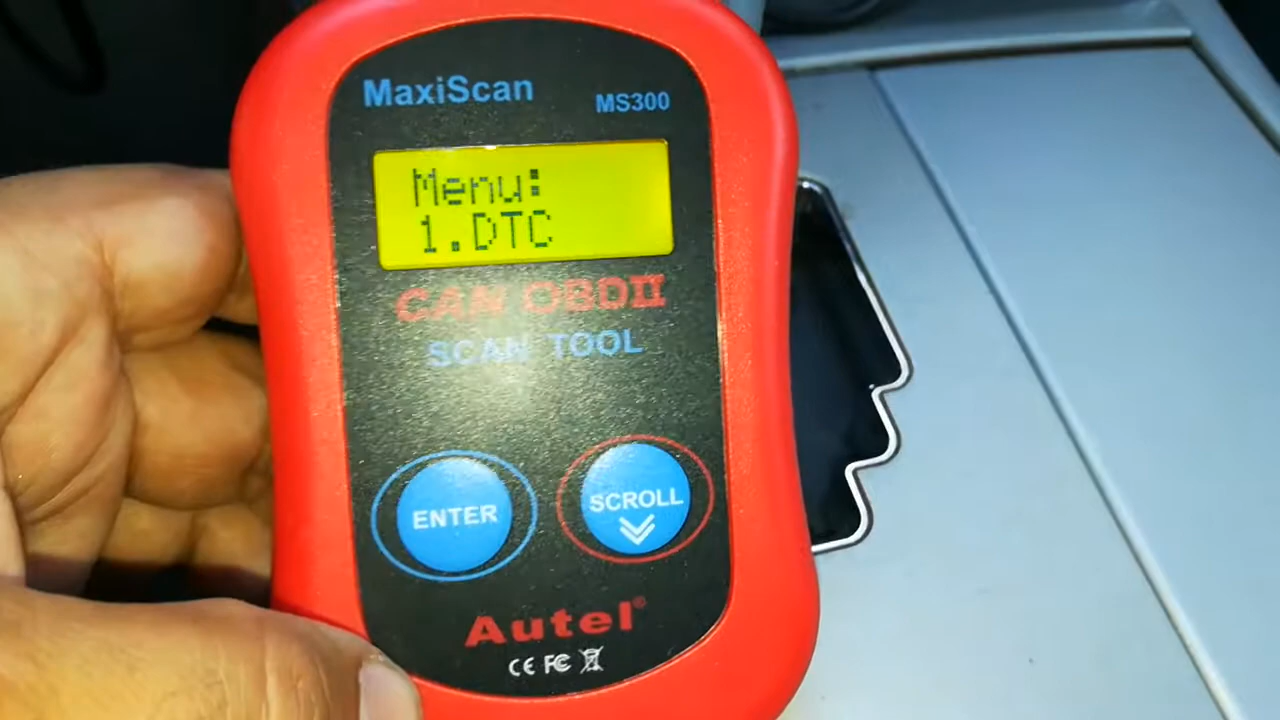 MaxiScan
MS300
Menu:
1.DTC
CAN OBDII
SCAN TOOL
ENTER
SCROLL
Autel®
CE FC